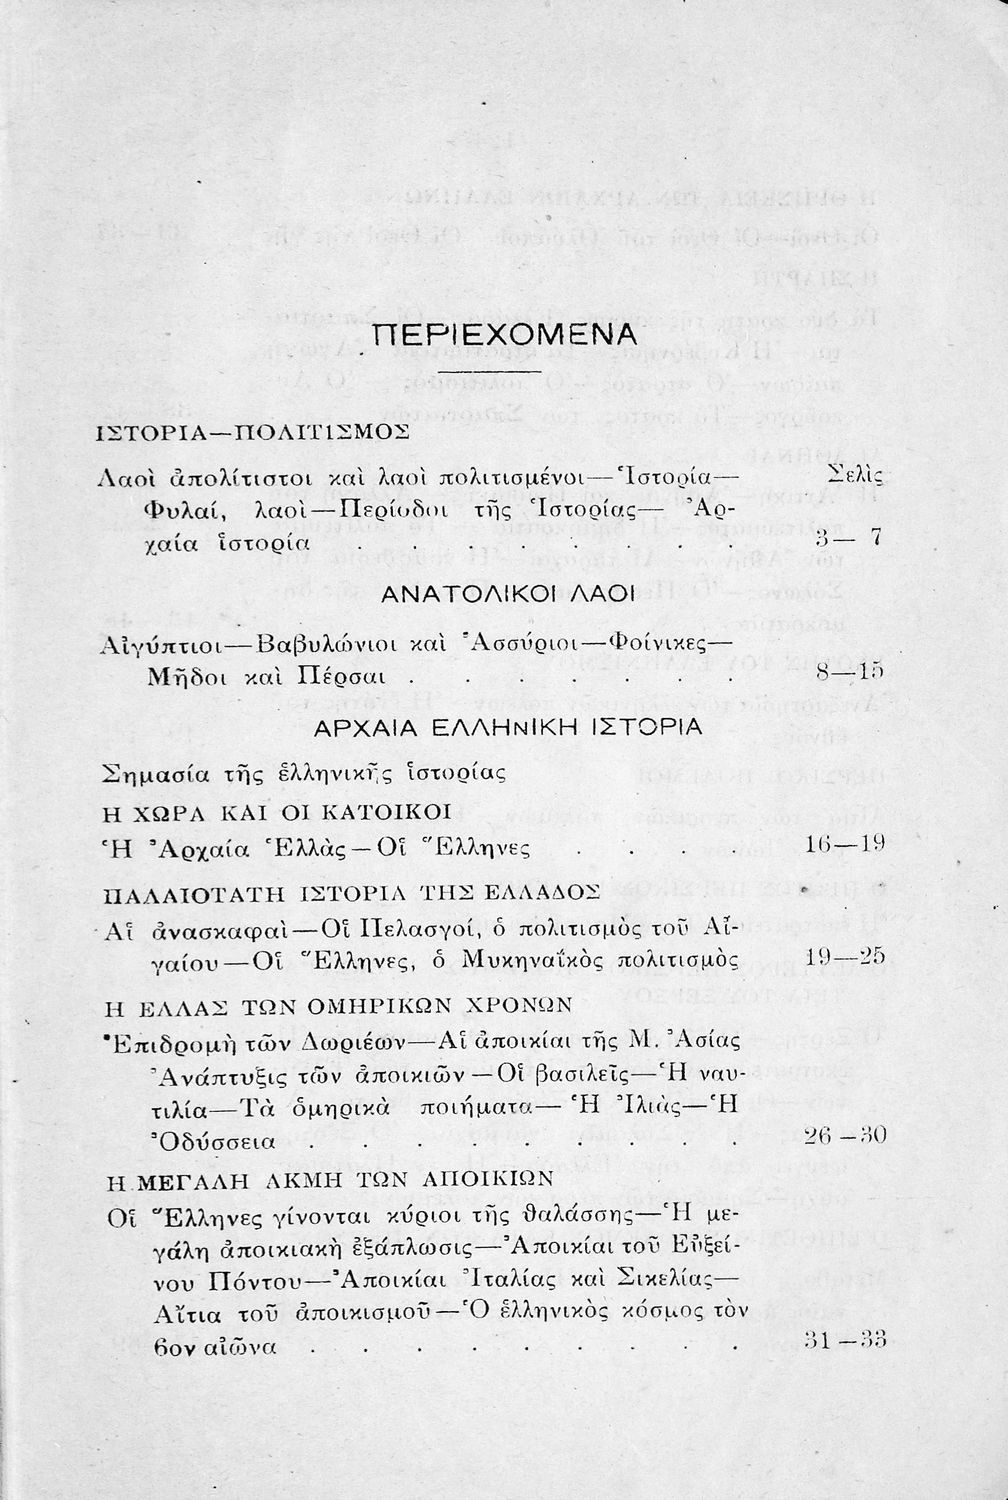 ΠΕΡΙΕΧΟΜΕΝΑ
ΙΣΤΟΡΙΑ—ΠΟΛΙΤΙΣΜΟΣ
Λαοὶ ἀπολίτιστοι καὶ λαοὶ πολιτισμένοι—Ἱστορία— Σελὶς
Φυλαί, λαοὶ—Περίοδοι τῆς Ἱστορίας— Ἀρ-
χαία ἱστορία . . . . . . . . 3— 7
ΑΝΑΤΟΛΙΚΟΙ ΛΑΟΙ
Αἰγύπτιοι—Βαβυλώνιοι καὶ Ἀσσύριοι—Φοίνικες—
Μῆδοι καὶ Πέρσαι . . . . . . . 8—15
ΑΡΧΑΙΑ ΕΛΛΗΝΙΚΗ ΙΣΤΟΡΙΑ
Σημασία τῆς ἑλληνικῆς ἱστορίας
Η ΧΩΡΑ ΚΑΙ ΟΙ ΚΑΤΟΙΚΟΙ
Ἡ Ἀρχαία Ἑλλὰς—Οἱ Ἕλληνες . . . . 16—19
ΠΑΛΑΙΟΤΑΤΗ ΙΣΤΟΡΙΑ ΤΗΣ ΕΛΛΑΔΟΣ
Αἱ ἀνασκαφαὶ—Οἱ Πελασγοί, ὁ πολιτισμὸς τοῦ Αἰ-
γαίου—Οἱ Ἕλληνες, ὁ Μυκηναϊκὸς πολιτισμὸς 19—25
Η ΕΛΛΑΣ ΤΩΝ ΟΜΗΡΙΚΩΝ ΧΡΟΝΩΝ
Ἐπιδρομὴ τῶν Δωριέων—Αἱ ἀποικίαι τῆς Μ. Ἀσίας
Ἀνάπτυξις τῶν ἀποικιῶν—Οἱ βασιλεῖς—Ἡ ναυ-
τιλία—Τὰ ὁμηρικὰ ποιήματα— Ἡ Ἰλιὰς—Ἡ
Ὀδύσσεια . . . . . . . . . 26—30
Η ΜΕΓΑΛΗ ΑΚΜΗ ΤΩΝ ΑΠΟΙΚΙΩΝ
Οἱ Ἕλληνες γίνονται κύριοι τῆς θαλάσσης—Ἡ με-
γάλη ἀποικιακὴ ἐξάπλωσις—Ἀποικίαι τοῦ Εὐξεί-
νου Πόντου—Ἀποικίαι Ἰταλίας καὶ Σικελίας—
Αἴτια τοῦ ἀποικισμοῦ—Ὁ ἑλληνικὸς κόσμος τὸν
6ον αἰῶνα . . . . . . . . . 31—33